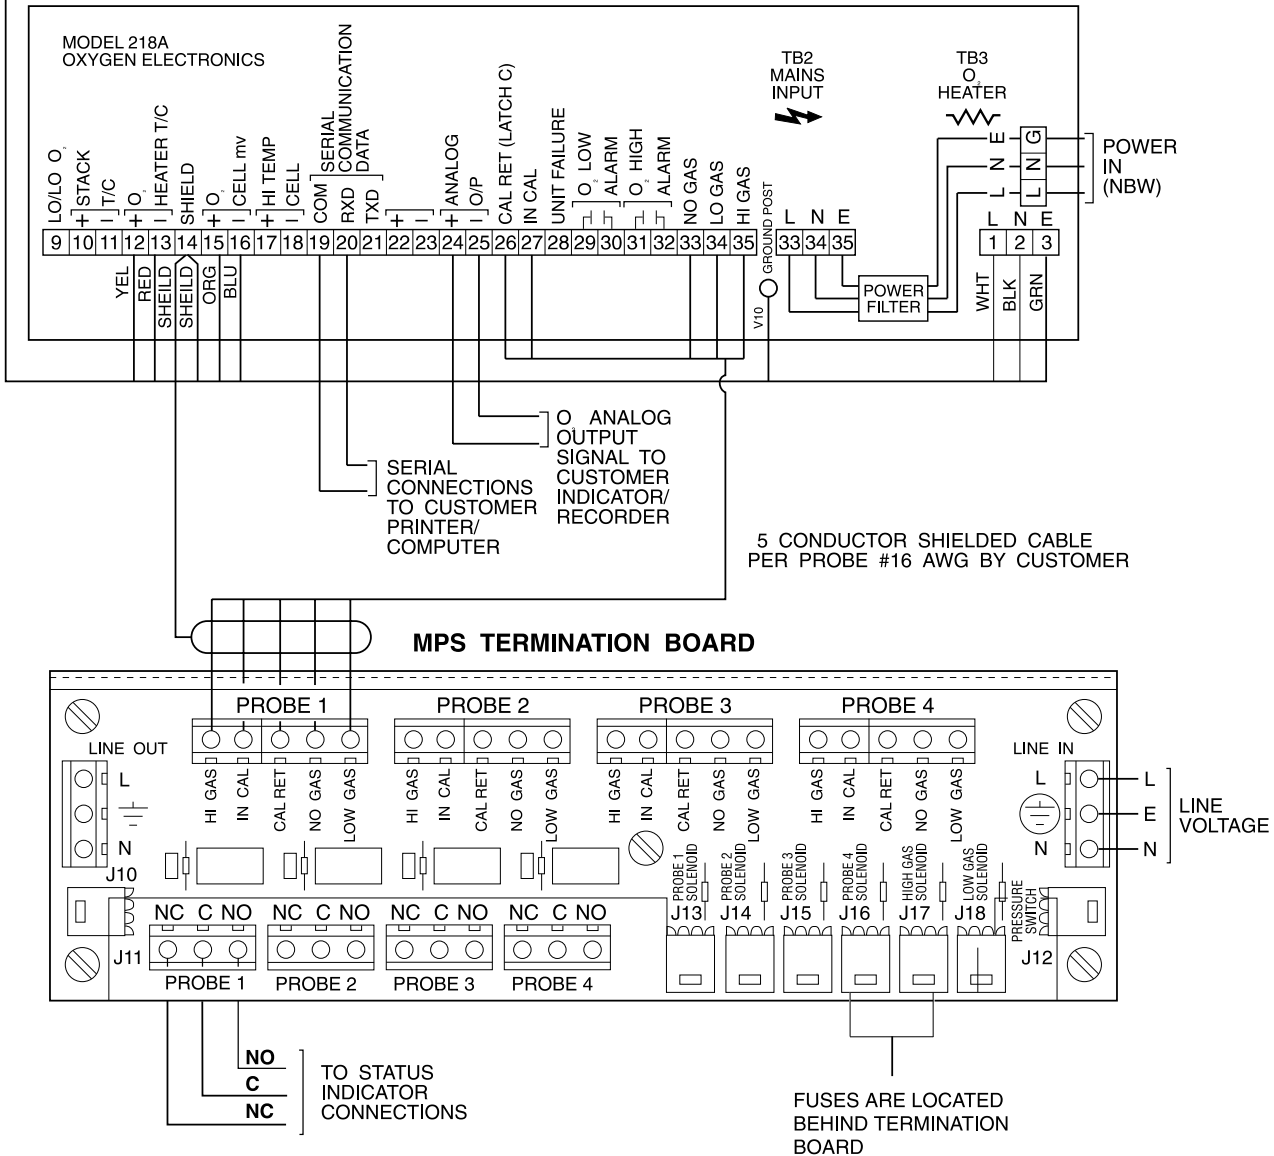 MODEL 218A
OXYGEN ELECTRONICS
TB2
MAINS
INPUT
TB3
O2
HEATER
LO/LO O2
+ STACK
− T/C
+ O2
− HEATER T/C
SHIELD
+ O2
− CELL mv
+ HI TEMP
− CELL
COM SERIAL
RXD COMMUNICATION
TXD DATA
+
−
+ ANALOG
− O/P
CAL RET (LATCH C)
IN CAL
UNIT FAILURE
O2 LOW
ALARM
O2 HIGH
ALARM
NO GAS
LO GAS
HI GAS
GROUND POST
L N E
E G
N N
L L
POWER
IN
(NBW)
L N E
9 10 11 12 13 14 15 16 17 18 19 20 21 22 23 24 25 26 27 28 29 30 31 32 33 34 35
33 34 35
1 2 3
YEL
RED
SHEILD
SHEILD
ORG
BLU
V10
POWER
FILTER
WHT
BLK
GRN
O2 ANALOG
OUTPUT
SIGNAL TO
CUSTOMER
INDICATOR/
RECORDER
SERIAL
CONNECTIONS
TO CUSTOMER
PRINTER/
COMPUTER
5 CONDUCTOR SHIELDED CABLE
PER PROBE #16 AWG BY CUSTOMER
MPS TERMINATION BOARD
PROBE 1
PROBE 2
PROBE 3
PROBE 4
LINE OUT
L
N
HI GAS
IN CAL
CAL RET
NO GAS
LOW GAS
HI GAS
IN CAL
CAL RET
NO GAS
LOW GAS
HI GAS
IN CAL
CAL RET
NO GAS
LOW GAS
HI GAS
IN CAL
CAL RET
NO GAS
LOW GAS
LINE IN
L
N
L
E
N
LINE
VOLTAGE
J10
PROBE 1
SOLENOID
PROBE 2
SOLENOID
PROBE 3
SOLENOID
PROBE 4
SOLENOID
HIGH GAS
SOLENOID
LOW GAS
SOLENOID
PRESSURE
SWITCH
NC C NO
NC C NO
NC C NO
NC C NO
J13
J14
J15
J16
J17
J18
J11
J12
PROBE 1
PROBE 2
PROBE 3
PROBE 4
NO
C
NC
TO STATUS
INDICATOR
CONNECTIONS
FUSES ARE LOCATED
BEHIND TERMINATION
BOARD